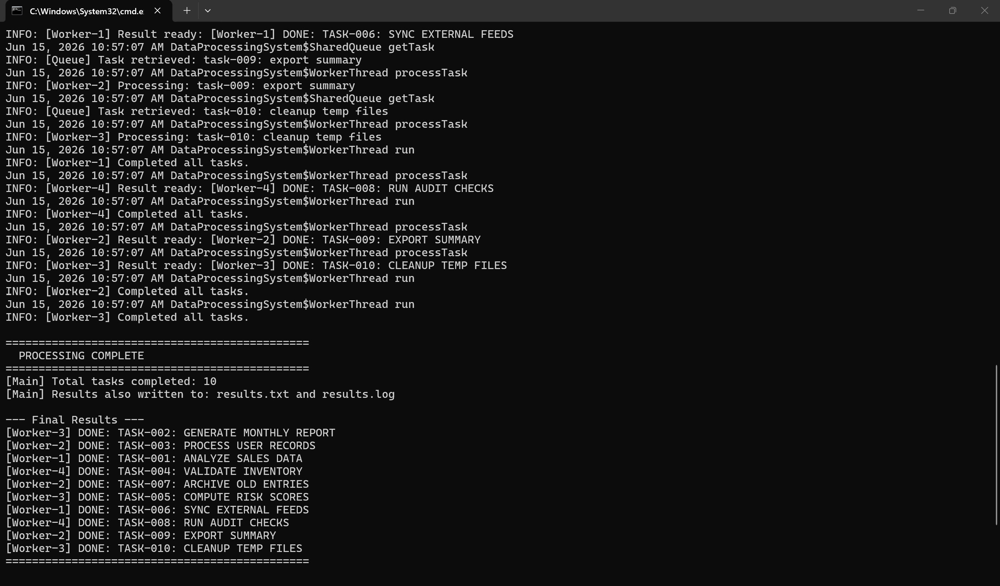 C:\Windows\System32\cmd.e
INFO: [Worker-1] Result ready: [Worker-1] DONE: TASK-006: SYNC EXTERNAL FEEDS
Jun 15, 2026 10:57:07 AM DataProcessingSystem$SharedQueue getTask
INFO: [Queue] Task retrieved: task-009: export summary
Jun 15, 2026 10:57:07 AM DataProcessingSystem$WorkerThread processTask
INFO: [Worker-2] Processing: task-009: export summary
Jun 15, 2026 10:57:07 AM DataProcessingSystem$SharedQueue getTask
INFO: [Queue] Task retrieved: task-010: cleanup temp files
Jun 15, 2026 10:57:07 AM DataProcessingSystem$WorkerThread processTask
INFO: [Worker-3] Processing: task-010: cleanup temp files
Jun 15, 2026 10:57:07 AM DataProcessingSystem$WorkerThread run
INFO: [Worker-1] Completed all tasks.
Jun 15, 2026 10:57:07 AM DataProcessingSystem$WorkerThread processTask
INFO: [Worker-4] Result ready: [Worker-4] DONE: TASK-008: RUN AUDIT CHECKS
Jun 15, 2026 10:57:07 AM DataProcessingSystem$WorkerThread run
INFO: [Worker-4] Completed all tasks.
Jun 15, 2026 10:57:07 AM DataProcessingSystem$WorkerThread processTask
INFO: [Worker-2] Result ready: [Worker-2] DONE: TASK-009: EXPORT SUMMARY
Jun 15, 2026 10:57:07 AM DataProcessingSystem$WorkerThread processTask
INFO: [Worker-3] Result ready: [Worker-3] DONE: TASK-010: CLEANUP TEMP FILES
Jun 15, 2026 10:57:07 AM DataProcessingSystem$WorkerThread run
INFO: [Worker-2] Completed all tasks.
Jun 15, 2026 10:57:07 AM DataProcessingSystem$WorkerThread run
INFO: [Worker-3] Completed all tasks.
==============================================
PROCESSING COMPLETE
==============================================
[Main] Total tasks completed: 10
[Main] Results also written to: results.txt and results.log
--- Final Results ---
[Worker-3] DONE: TASK-002: GENERATE MONTHLY REPORT
[Worker-2] DONE: TASK-003: PROCESS USER RECORDS
[Worker-1] DONE: TASK-001: ANALYZE SALES DATA
[Worker-4] DONE: TASK-004: VALIDATE INVENTORY
[Worker-2] DONE: TASK-007: ARCHIVE OLD ENTRIES
[Worker-3] DONE: TASK-005: COMPUTE RISK SCORES
[Worker-1] DONE: TASK-006: SYNC EXTERNAL FEEDS
[Worker-4] DONE: TASK-008: RUN AUDIT CHECKS
[Worker-2] DONE: TASK-009: EXPORT SUMMARY
[Worker-3] DONE: TASK-010: CLEANUP TEMP FILES
==============================================